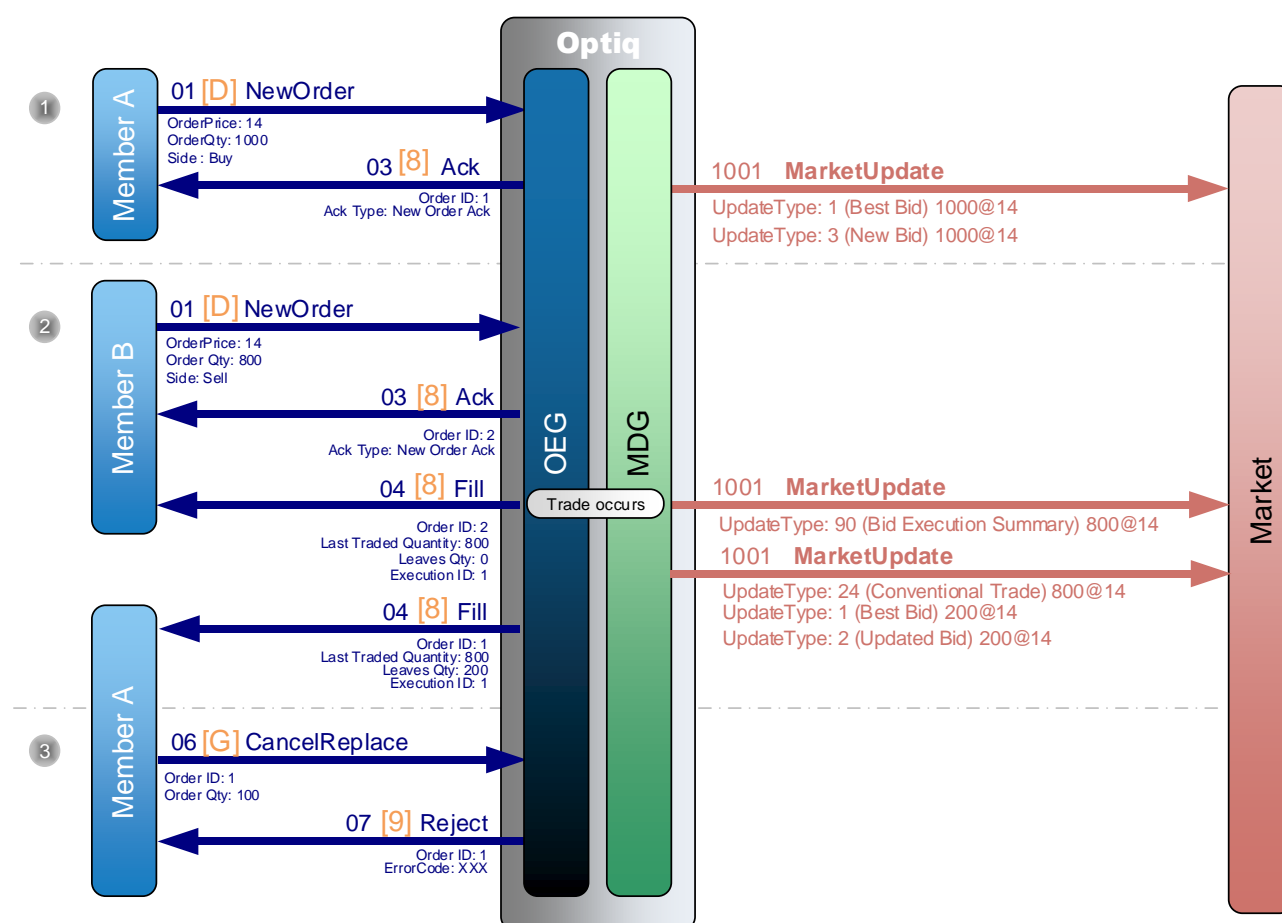 Optiq
1
Member A
01 [D] NewOrder
OrderPrice: 14
OrderQty: 1000
Side : Buy
03 [8] Ack
Order ID: 1
Ack Type: New Order Ack
1001 MarketUpdate
UpdateType: 1 (Best Bid) 1000@14
UpdateType: 3 (New Bid) 1000@14
2
Member B
01 [D] NewOrder
OrderPrice: 14
Order Qty: 800
Side: Sell
03 [8] Ack
Order ID: 2
Ack Type: New Order Ack
OEG
MDG
Market
04 [8] Fill
Order ID: 2
Last Traded Quantity: 800
Leaves Qty: 0
Execution ID: 1
Trade occurs
1001 MarketUpdate
UpdateType: 90 (Bid Execution Summary) 800@14
1001 MarketUpdate
UpdateType: 24 (Conventional Trade) 800@14
UpdateType: 1 (Best Bid) 200@14
UpdateType: 2 (Updated Bid) 200@14
Member A
04 [8] Fill
Order ID: 1
Last Traded Quantity: 800
Leaves Qty: 200
Execution ID: 1
3
06 [G] CancelReplace
Order ID: 1
Order Qty: 100
07 [9] Reject
Order ID: 1
ErrorCode: XXX